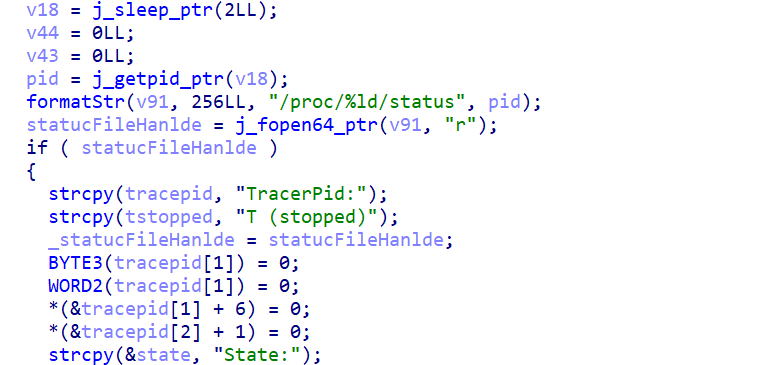 v18 = j_sleep_ptr(2LL);
v44 = 0LL;
v43 = 0LL;
pid = j_getpid_ptr(v18);
formatStr(v91, 256LL, "/proc/%ld/status", pid);
statucFileHanlde = j_fopen64_ptr(v91, "r");
if ( statucFileHanlde )
{
strcpy(tracepid, "TracerPid:");
strcpy(tstopped, "T (stopped)");
_statucFileHanlde = statucFileHanlde;
BYTE3(tracepid[1]) = 0;
WORD2(tracepid[1]) = 0;
*(&tracepid[1] + 6) = 0;
*(&tracepid[2] + 1) = 0;
strcpy(&state, "State:");